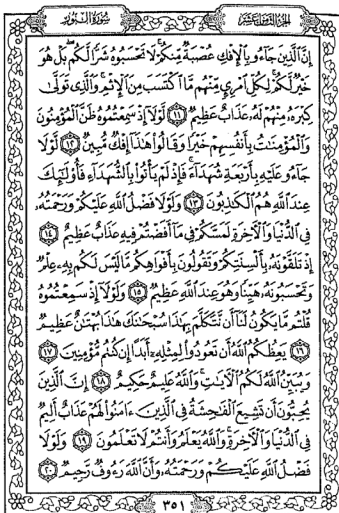 الجزء الثامن عشر
سورة النور
إِنَّ ٱلَّذِينَ جَآءُو بِٱلْإِفْكِ عُصْبَةٌ مِّنكُمْ لَا تَحْسَبُوهُ شَرًّا لَّكُم بَلْ هُوَ
خَيْرٌ لَّكُمْ لِكُلِّ ٱمْرِئٍ مِّنْهُم مَّا ٱكْتَسَبَ مِنَ ٱلْإِثْمِ وَٱلَّذِى تَوَلَّىٰ
كِبْرَهُۥ مِنْهُمْ لَهُۥ عَذَابٌ عَظِيمٌ ١١ لَّوْلَآ إِذْ سَمِعْتُمُوهُ ظَنَّ ٱلْمُؤْمِنُونَ
وَٱلْمُؤْمِنَٰتُ بِأَنفُسِهِمْ خَيْرًا وَقَالُوا۟ هَٰذَآ إِفْكٌ مُّبِينٌ ١٢ لَّوْلَا
جَآءُو عَلَيْهِ بِأَرْبَعَةِ شُهَدَآءَ فَإِذْ لَمْ يَأْتُوا۟ بِٱلشُّهَدَآءِ فَأُو۟لَٰٓئِكَ
عِندَ ٱللَّهِ هُمُ ٱلْكَٰذِبُونَ ١٣ وَلَوْلَا فَضْلُ ٱللَّهِ عَلَيْكُمْ وَرَحْمَتُهُۥ
فِى ٱلدُّنْيَا وَٱلْـَٔاخِرَةِ لَمَسَّكُمْ فِى مَآ أَفَضْتُمْ فِيهِ عَذَابٌ عَظِيمٌ ١٤
إِذْ تَلَقَّوْنَهُۥ بِأَلْسِنَتِكُمْ وَتَقُولُونَ بِأَفْوَاهِكُم مَّا لَيْسَ لَكُم بِهِۦ عِلْمٌ
وَتَحْسَبُونَهُۥ هَيِّنًا وَهُوَ عِندَ ٱللَّهِ عَظِيمٌ ١٥ وَلَوْلَآ إِذْ سَمِعْتُمُوهُ
قُلْتُم مَّا يَكُونُ لَنَآ أَن نَّتَكَلَّمَ بِهَٰذَا سُبْحَٰنَكَ هَٰذَا بُهْتَٰنٌ عَظِيمٌ
١٦ يَعِظُكُمُ ٱللَّهُ أَن تَعُودُوا۟ لِمِثْلِهِۦٓ أَبَدًا إِن كُنتُم مُّؤْمِنِينَ ١٧
وَيُبَيِّنُ ٱللَّهُ لَكُمُ ٱلْـَٔايَٰتِ وَٱللَّهُ عَلِيمٌ حَكِيمٌ ١٨ إِنَّ ٱلَّذِينَ
يُحِبُّونَ أَن تَشِيعَ ٱلْفَٰحِشَةُ فِى ٱلَّذِينَ ءَامَنُوا۟ لَهُمْ عَذَابٌ أَلِيمٌ
فِى ٱلدُّنْيَا وَٱلْـَٔاخِرَةِ وَٱللَّهُ يَعْلَمُ وَأَنتُمْ لَا تَعْلَمُونَ ١٩ وَلَوْلَا
فَضْلُ ٱللَّهِ عَلَيْكُمْ وَرَحْمَتُهُۥ وَأَنَّ ٱللَّهَ رَءُوفٌ رَّحِيمٌ ٢٠
٣٥١